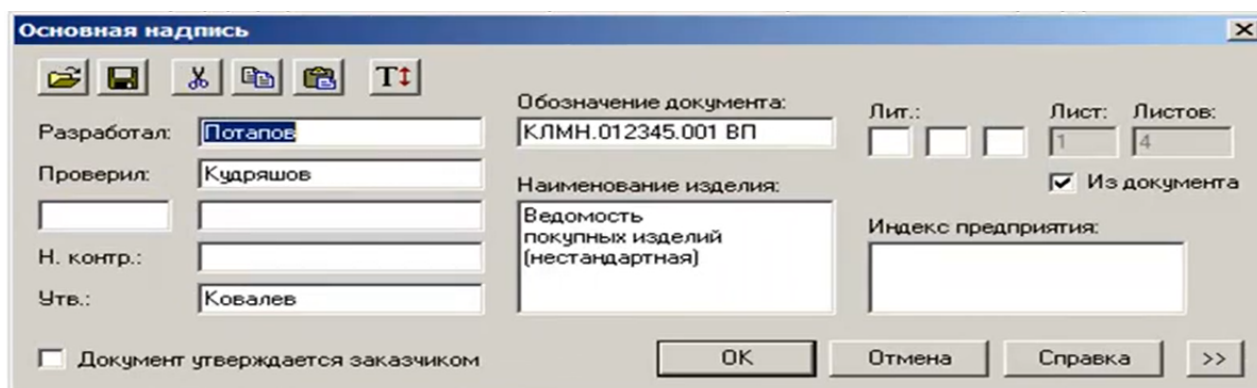 Основная надпись
T
Разработал: Потапов
Проверил: Кудряшов
Н. контр.:
Утв.: Ковалев
Документ утверждается заказчиком
Обозначение документа:
КЛМН.012345.001 ВП
Наименование изделия:
Ведомость
покупных изделий
(нестандартная)
Лит.: Лист: Листов:
1 4
Из документа
Индекс предприятия:
OK Отмена Справка >>